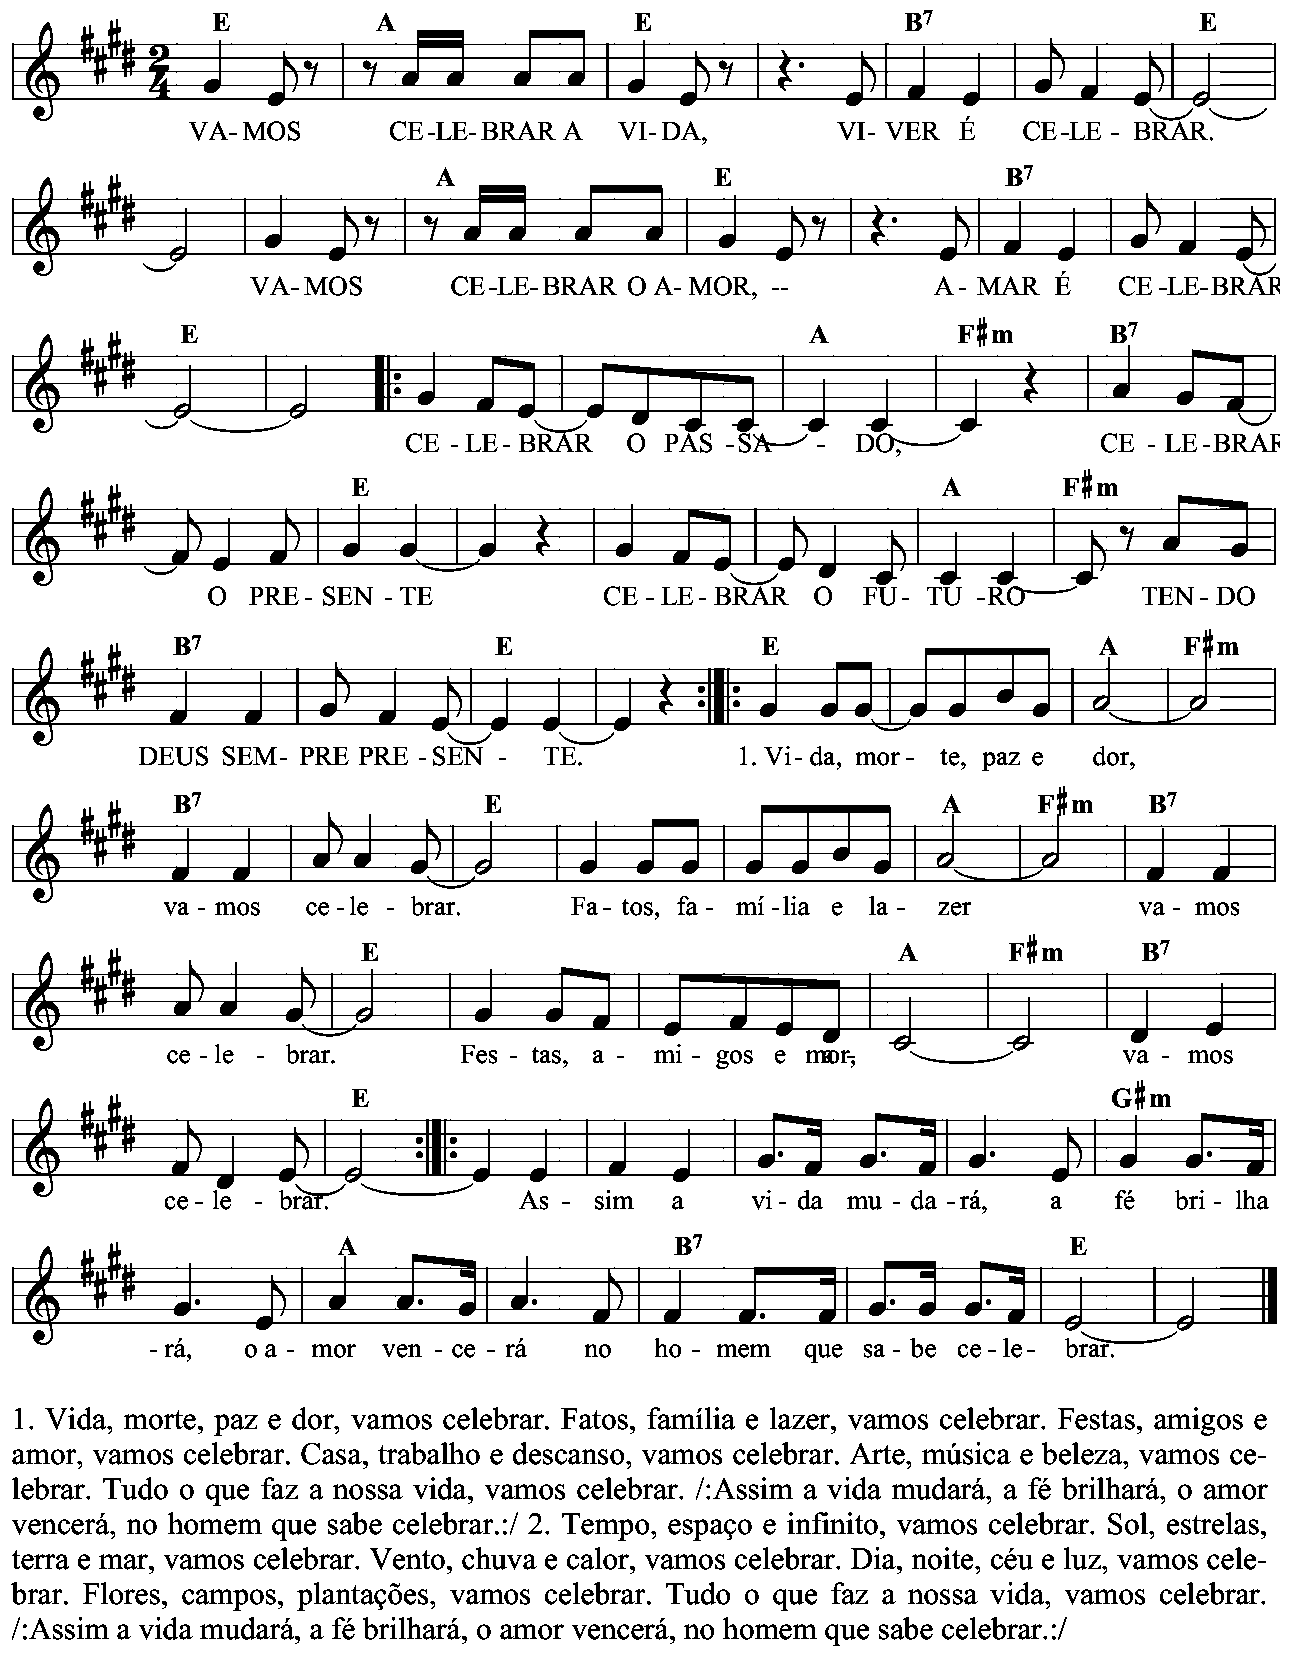 E A E B7 E
VA-MOS CE-LE-BRAR A VI-DA, VI-VER É CE-LE-BRAR.
A E B7
VA-MOS CE-LE-BRAR O A-MOR, -- A-MAR É CE-LE-BRAR
E A F#m B7
CE-LE-BRAR O PAS-SA-DO, CE-LE-BRAR
E A F#m
O PRE-SEN-TE CE-LE-BRAR O FU-TU-RO TEN-DO
B7 E E A F#m
DEUS SEM-PRE PRE-SEN-TE. 1. Vi-da, mor-te, paz e dor,
B7 E A F#m B7
va-mos ce-le-brar. Fa-tos, fa-mí-lia e la-zer va-mos
E A F#m B7
ce-le-brar. Fes-tas, a-mi-gos e a-mor, va-mos
E G#m
ce-le-brar. As-sim a vi-da mu-da-rá, a fé bri-lha
A B7 E
-rá, o a-mor ven-ce-rá no ho-mem que sa-be ce-le-brar.
1. Vida, morte, paz e dor, vamos celebrar. Fatos, família e lazer, vamos celebrar. Festas, amigos e
amor, vamos celebrar. Casa, trabalho e descanso, vamos celebrar. Arte, música e beleza, vamos ce-
lebrar. Tudo o que faz a nossa vida, vamos celebrar. /:Assim a vida mudará, a fé brilhará, o amor
vencerá, no homem que sabe celebrar.:/ 2. Tempo, espaço e infinito, vamos celebrar. Sol, estrelas,
terra e mar, vamos celebrar. Vento, chuva e calor, vamos celebrar. Dia, noite, céu e luz, vamos cele-
brar. Flores, campos, plantações, vamos celebrar. Tudo o que faz a nossa vida, vamos celebrar.
/:Assim a vida mudará, a fé brilhará, o amor vencerá, no homem que sabe celebrar.:/